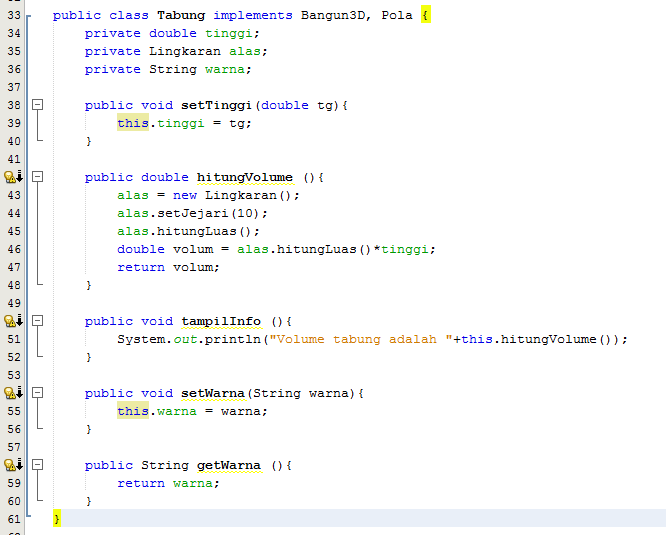 33 public class Tabung implements Bangun3D, Pola {
34     private double tinggi;
35     private Lingkaran alas;
36     private String warna;
37
38     public void setTinggi(double tg){
39         this.tinggi = tg;
40     }
41
       public double hitungVolume (){
43         alas = new Lingkaran();
44         alas.setJejari(10);
45         alas.hitungLuas();
46         double volum = alas.hitungLuas()*tinggi;
47         return volum;
48     }
49
       public void tampilInfo (){
51         System.out.println("Volume tabung adalah "+this.hitungVolume());
52     }
53
       public void setWarna(String warna){
55         this.warna = warna;
56     }
57
       public String getWarna (){
59         return warna;
60     }
61 }